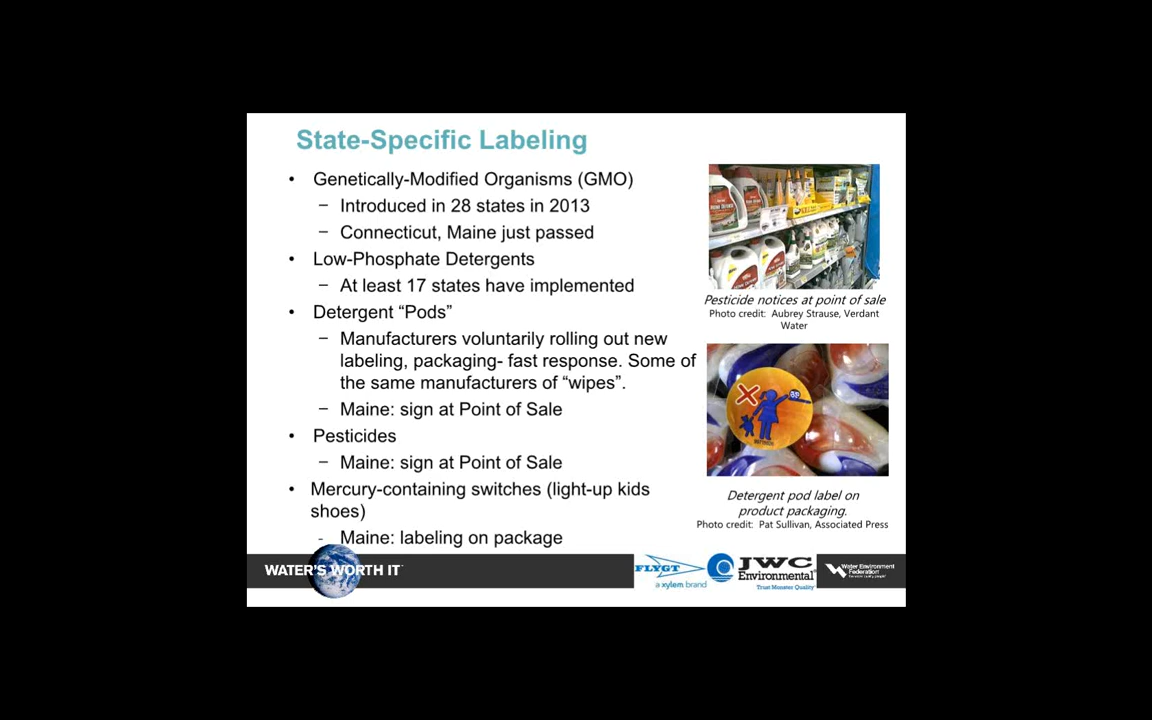 State-Specific Labeling
• Genetically-Modified Organisms (GMO)
– Introduced in 28 states in 2013
– Connecticut, Maine just passed
• Low-Phosphate Detergents
– At least 17 states have implemented
• Detergent “Pods”
– Manufacturers voluntarily rolling out new
labeling, packaging- fast response. Some of
the same manufacturers of “wipes”.
– Maine: sign at Point of Sale
• Pesticides
– Maine: sign at Point of Sale
• Mercury-containing switches (light-up kids
shoes)
- Maine: labeling on package
Pesticide notices at point of sale
Photo credit: Aubrey Strause, Verdant
Water
Detergent pod label on
product packaging.
Photo credit: Pat Sullivan, Associated Press
WATER'S WORTH IT
FLYGT
a xylem brand
JWC
Environmental
Trust Monster Quality
Water Environment
Federation